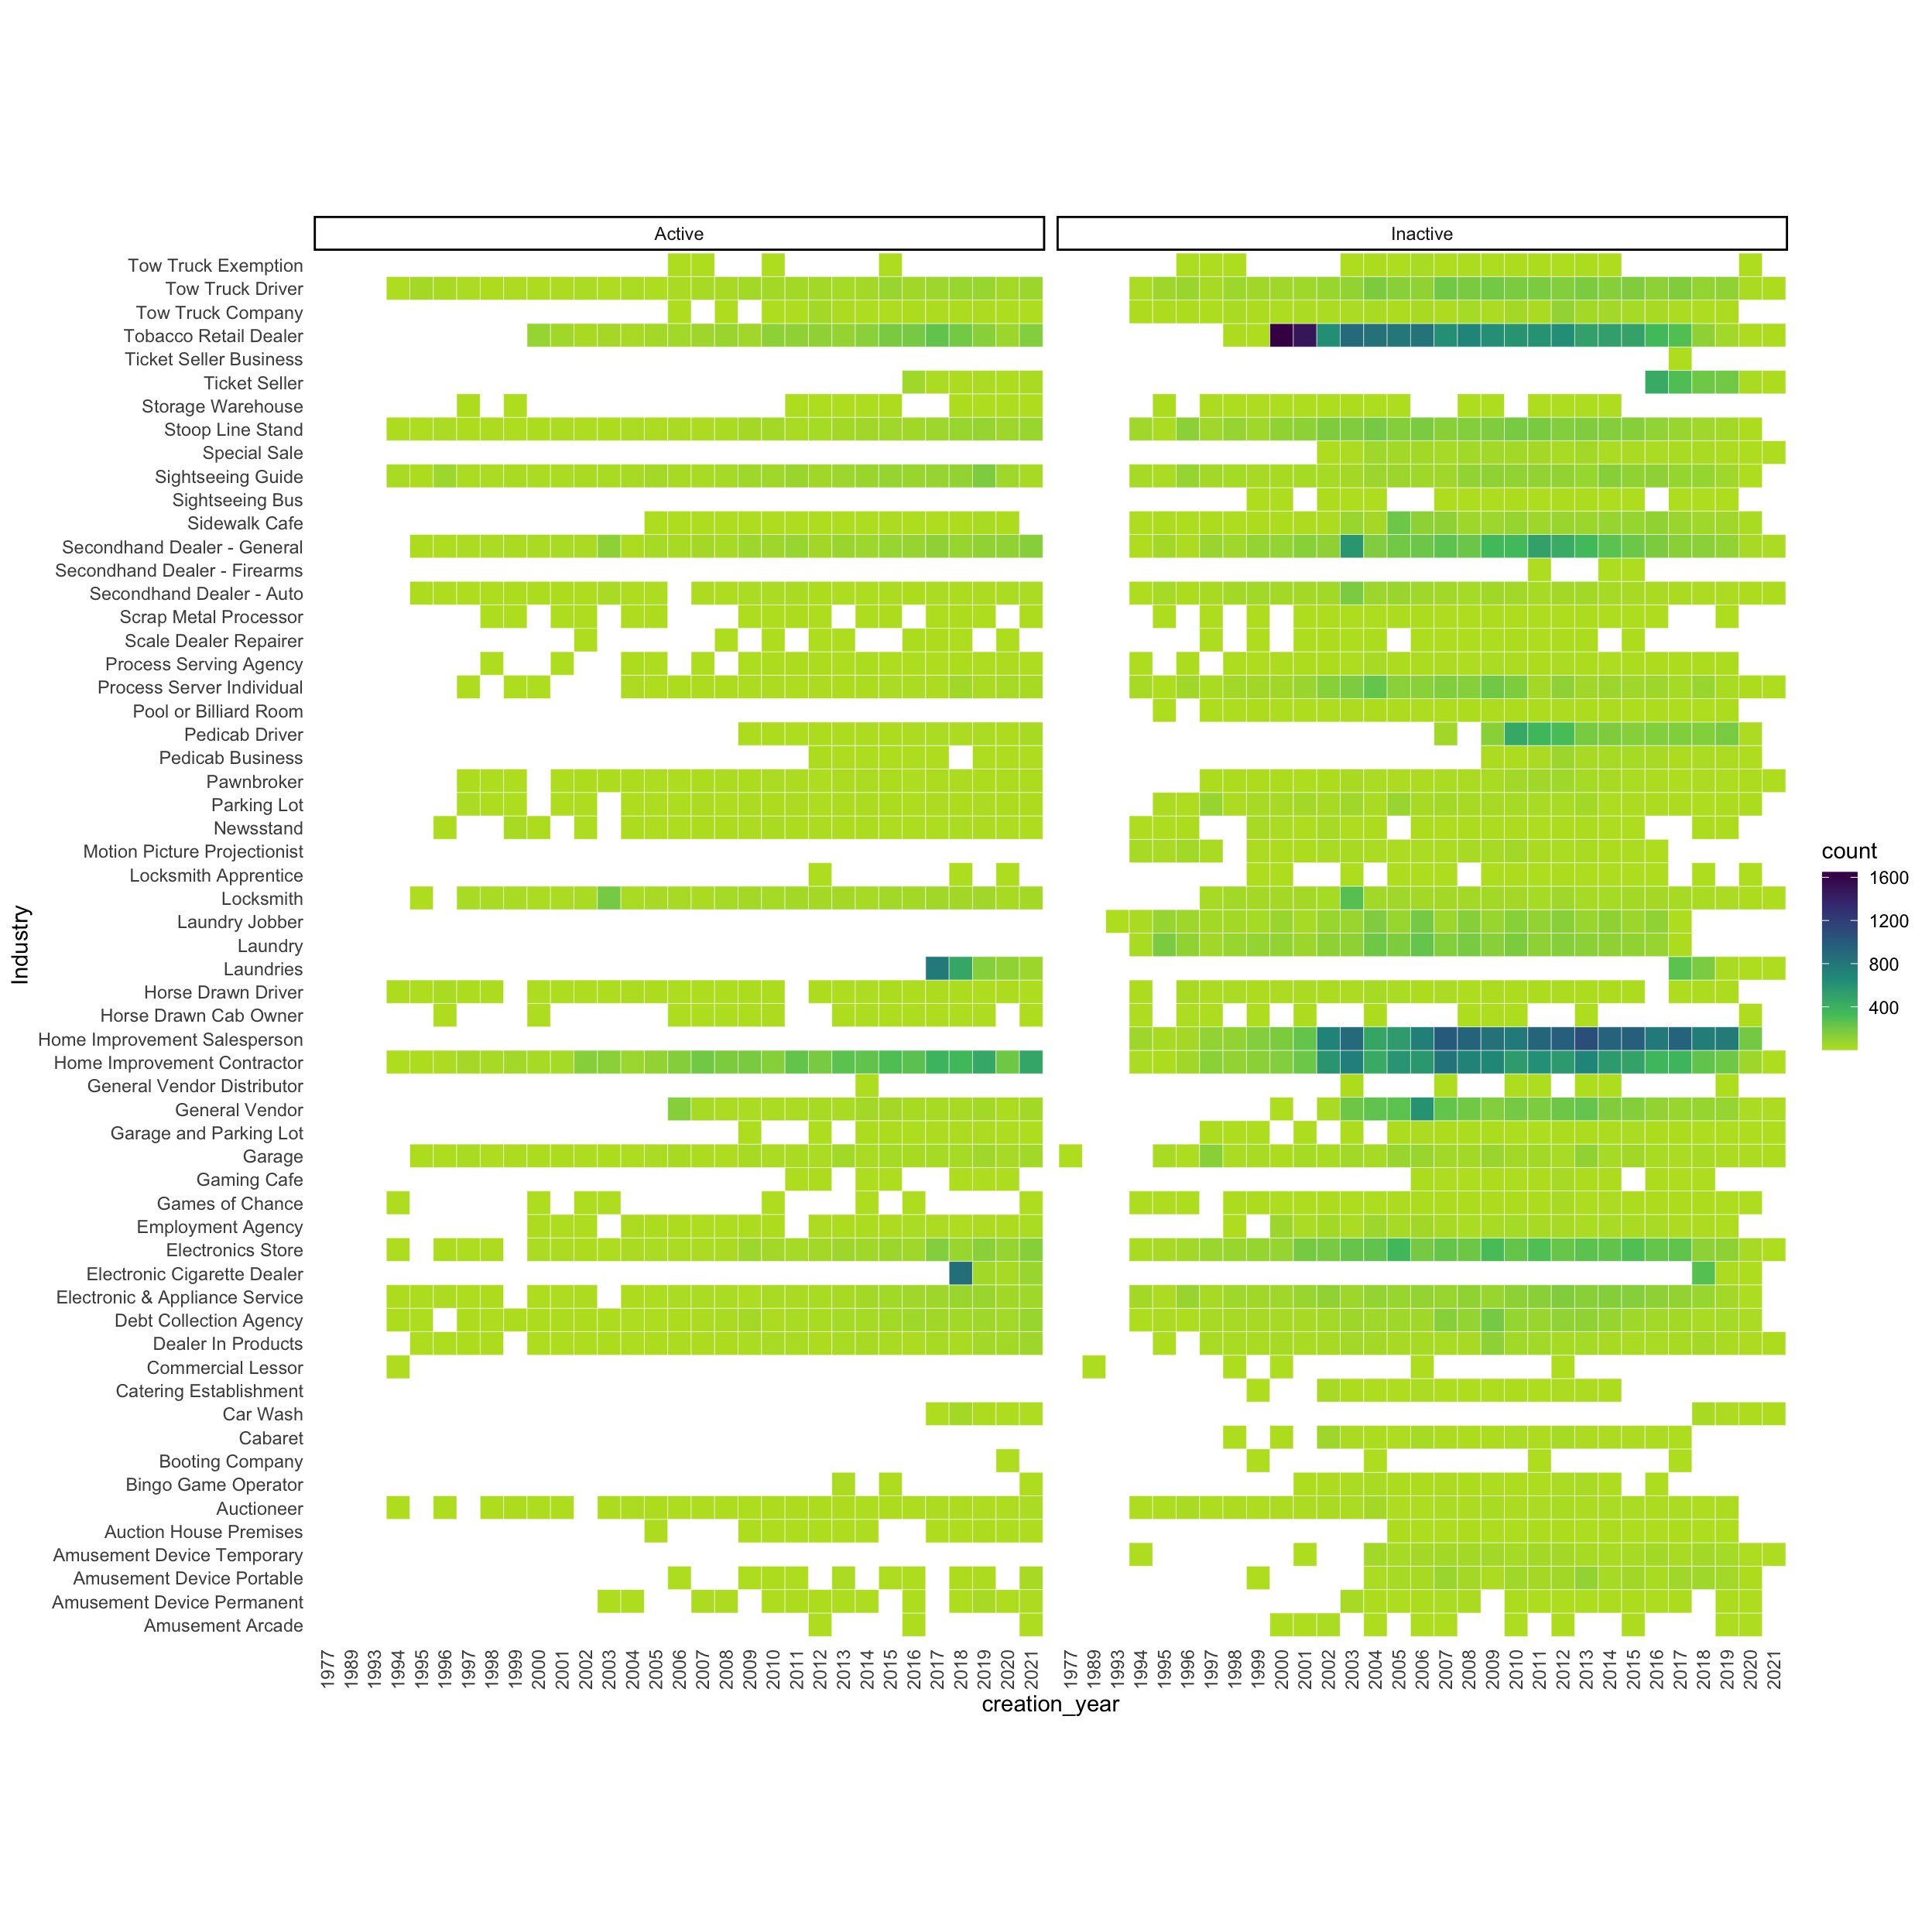 Active
Inactive
Tow Truck Exemption
Tow Truck Driver
Tow Truck Company
Tobacco Retail Dealer
Ticket Seller Business
Ticket Seller
Storage Warehouse
Stoop Line Stand
Special Sale
Sightseeing Guide
Sightseeing Bus
Sidewalk Cafe
Secondhand Dealer - General
Secondhand Dealer - Firearms
Secondhand Dealer - Auto
Scrap Metal Processor
Scale Dealer Repairer
Process Serving Agency
Process Server Individual
Pool or Billiard Room
Pedicab Driver
Pedicab Business
Pawnbroker
Parking Lot
Newsstand
Motion Picture Projectionist
Locksmith Apprentice
Locksmith
Laundry Jobber
Laundry
Laundries
Horse Drawn Driver
Horse Drawn Cab Owner
Home Improvement Salesperson
Home Improvement Contractor
General Vendor Distributor
General Vendor
Garage and Parking Lot
Garage
Gaming Cafe
Games of Chance
Employment Agency
Electronics Store
Electronic Cigarette Dealer
Electronic & Appliance Service
Debt Collection Agency
Dealer In Products
Commercial Lessor
Catering Establishment
Car Wash
Cabaret
Booting Company
Bingo Game Operator
Auctioneer
Auction House Premises
Amusement Device Temporary
Amusement Device Portable
Amusement Device Permanent
Amusement Arcade
Industry
1977 1989 1993 1994 1995 1996 1997 1998 1999 2000 2001 2002 2003 2004 2005 2006 2007 2008 2009 2010 2011 2012 2013 2014 2015 2016 2017 2018 2019 2020 2021
1977 1989 1993 1994 1995 1996 1997 1998 1999 2000 2001 2002 2003 2004 2005 2006 2007 2008 2009 2010 2011 2012 2013 2014 2015 2016 2017 2018 2019 2020 2021
creation_year
count
1600
1200
800
400